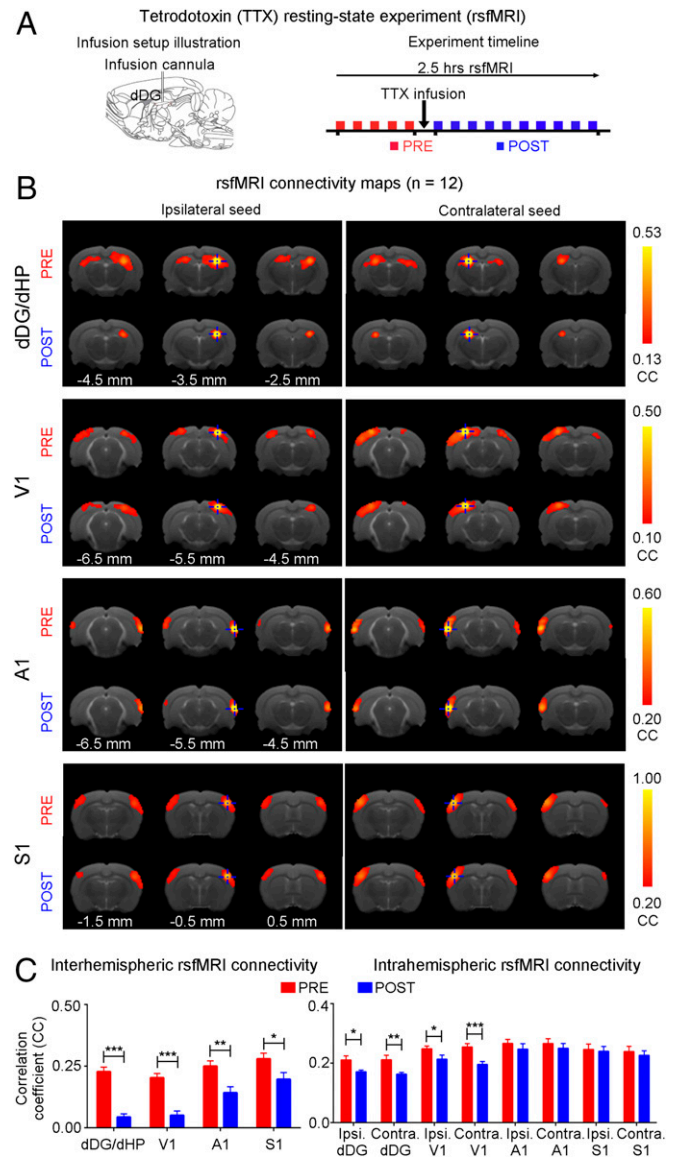 A
Tetrodotoxin (TTX) resting-state experiment (rsfMRI)
Infusion setup illustration
Infusion cannula
dDG
Experiment timeline
2.5 hrs rsfMRI
TTX infusion
PRE
POST
B
rsfMRI connectivity maps (n = 12)
Ipsilateral seed
Contralateral seed
dDG/dHP
PRE
POST
-4.5 mm
-3.5 mm
-2.5 mm
0.53
0.13
CC
V1
PRE
POST
-6.5 mm
-5.5 mm
-4.5 mm
0.50
0.10
CC
A1
PRE
POST
-6.5 mm
-5.5 mm
-4.5 mm
0.60
0.20
CC
S1
PRE
POST
-1.5 mm
-0.5 mm
0.5 mm
1.00
0.20
CC
C
Interhemispheric rsfMRI connectivity
Intrahemispheric rsfMRI connectivity
PRE
POST
Correlation
coefficient (CC)
0.50
0.25
0.00
***
***
**
*
dDG/dHP
V1
A1
S1
0.4
0.2
0.0
*
**
*
***
Ipsi. Contra. Ipsi. Contra. Ipsi. Contra. Ipsi. Contra.
dDG dDG V1 V1 A1 A1 S1 S1